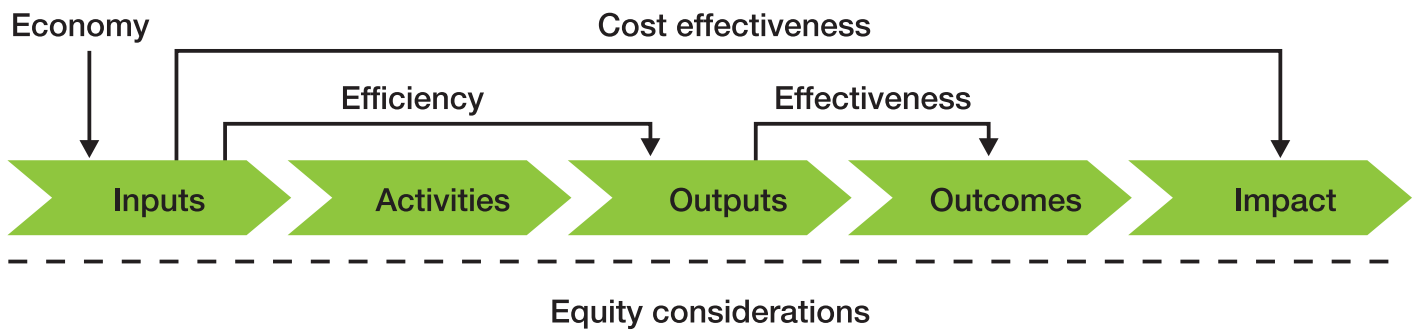 Economy
Cost effectiveness
Efficiency
Effectiveness
Inputs
Activities
Outputs
Outcomes
Impact
Equity considerations